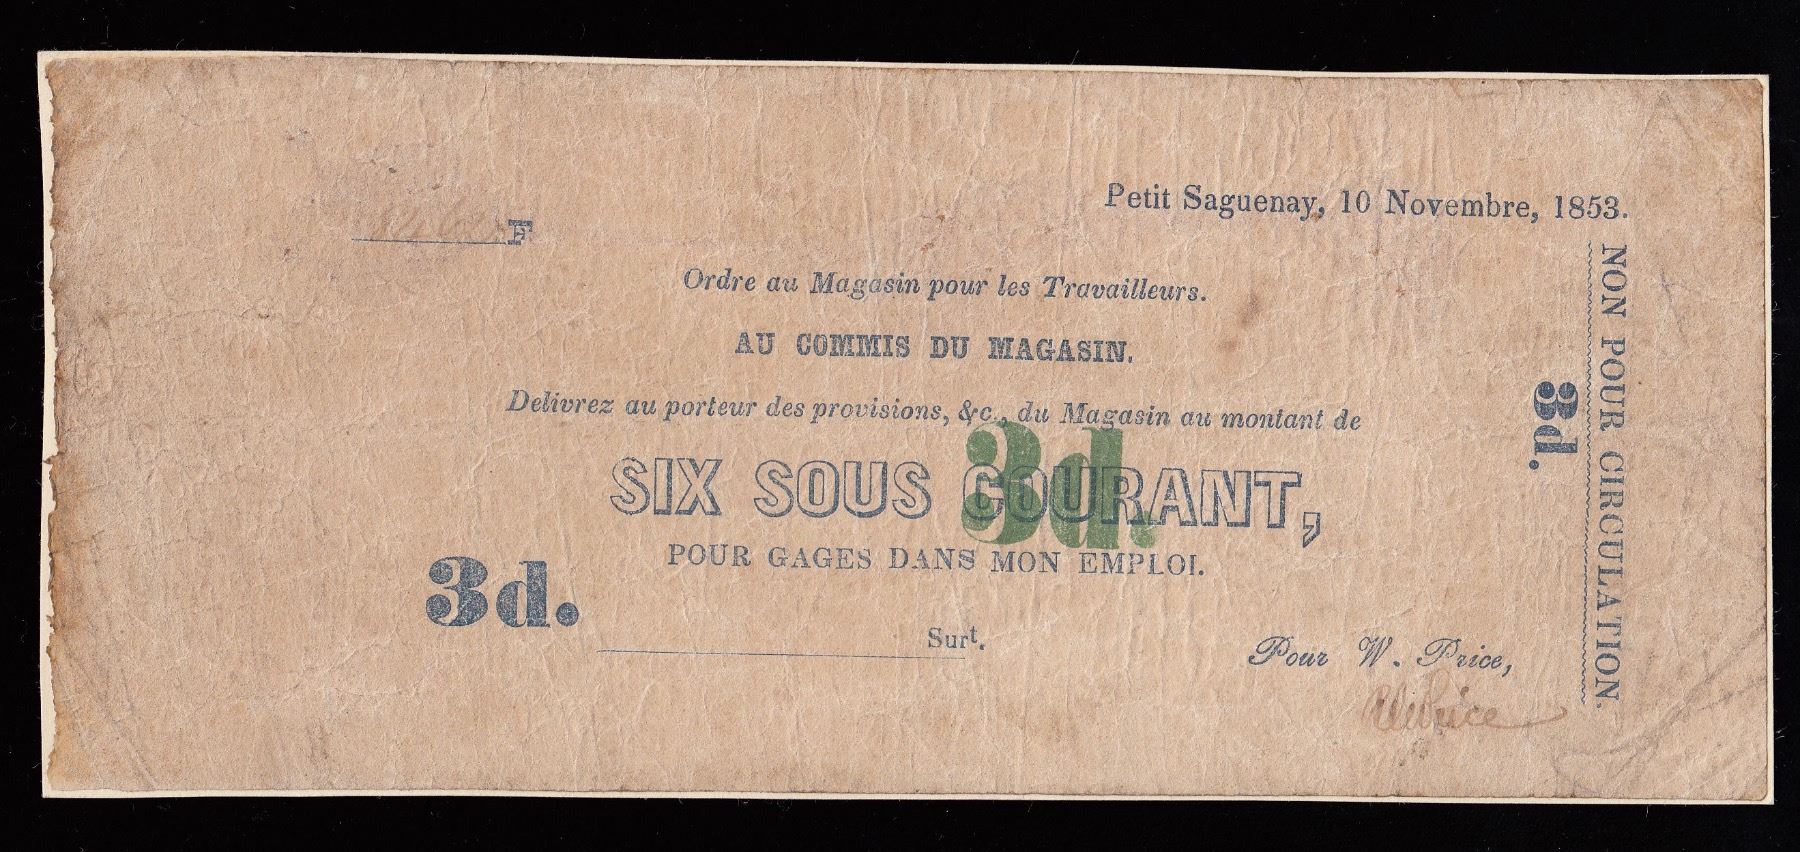 Petit Saguenay, 10 Novembre, 1853.
F
Ordre au Magasin pour les Travailleurs.
AU COMMIS DU MAGASIN.
Delivrez au porteur des provisions, &c., du Magasin au montant de
SIX SOUS COURANT,
3d.
POUR GAGES DANS MON EMPLOI.
3d.
Surt.
Pour W. Price,
Price
3d.
NON POUR CIRCULATION.